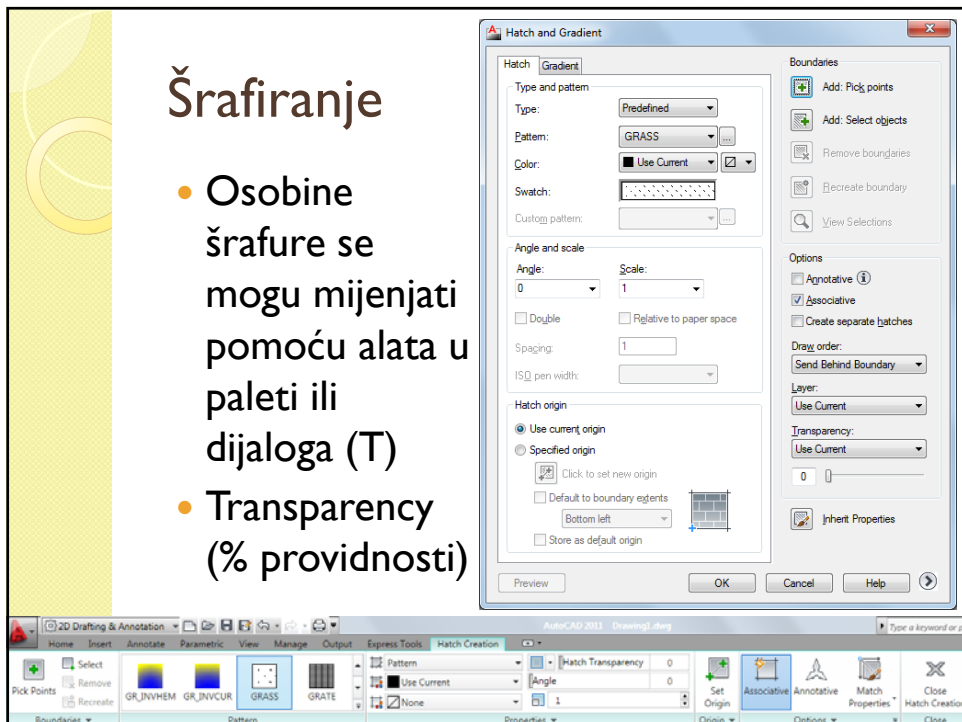 Šrafiranje
Osobine
šrafure se
mogu mijenjati
pomoću alata u
paleti ili
dijaloga (T)
Transparency
(% providnosti)
Hatch and Gradient
Hatch Gradient
Type and pattern
Type: Predefined
Pattern: GRASS ...
Color: Use Current
Swatch:
Custom pattern: ...
Angle and scale
Angle: Scale:
0 1
Double Relative to paper space
Spacing: 1
ISO pen width:
Hatch origin
Use current origin
Specified origin
Click to set new origin
Default to boundary extents
Bottom left
Store as default origin
Boundaries
Add: Pick points
Add: Select objects
Remove boundaries
Recreate boundary
View Selections
Options
Annotative
Associative
Create separate hatches
Draw order:
Send Behind Boundary
Layer:
Use Current
Transparency:
Use Current
0
Inherit Properties
Preview OK Cancel Help
2D Drafting & Annotation AutoCAD 2011 Drawing1.dwg Type a keyword or
Home Insert Annotate Parametric View Manage Output Express Tools Hatch Creation
Pick Points Select Remove Recreate
GR_INVHEM GR_INVCUR GRASS GRATE
Pattern Hatch Transparency 0
Use Current Angle 0
None 1
Set Origin Associative Annotative Match Properties Close Hatch Creation
Boundaries Pattern Properties Origin Options Close